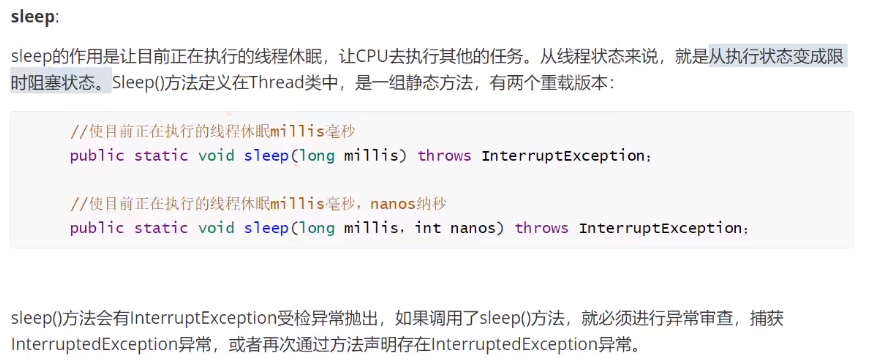 sleep:
sleep的作用是让目前正在执行的线程休眠，让CPU去执行其他的任务。从线程状态来说，就是从执行状态变成限
时阻塞状态。Sleep()方法定义在Thread类中，是一组静态方法，有两个重载版本：
//使目前正在执行的线程休眠millis毫秒
public static void sleep(long millis) throws InterruptException;
//使目前正在执行的线程休眠millis毫秒，nanos纳秒
public static void sleep(long millis，int nanos) throws InterruptException;
sleep()方法会有InterruptException受检异常抛出，如果调用了sleep()方法，就必须进行异常审查，捕获
InterruptedException异常，或者再次通过方法声明存在InterruptedException异常。